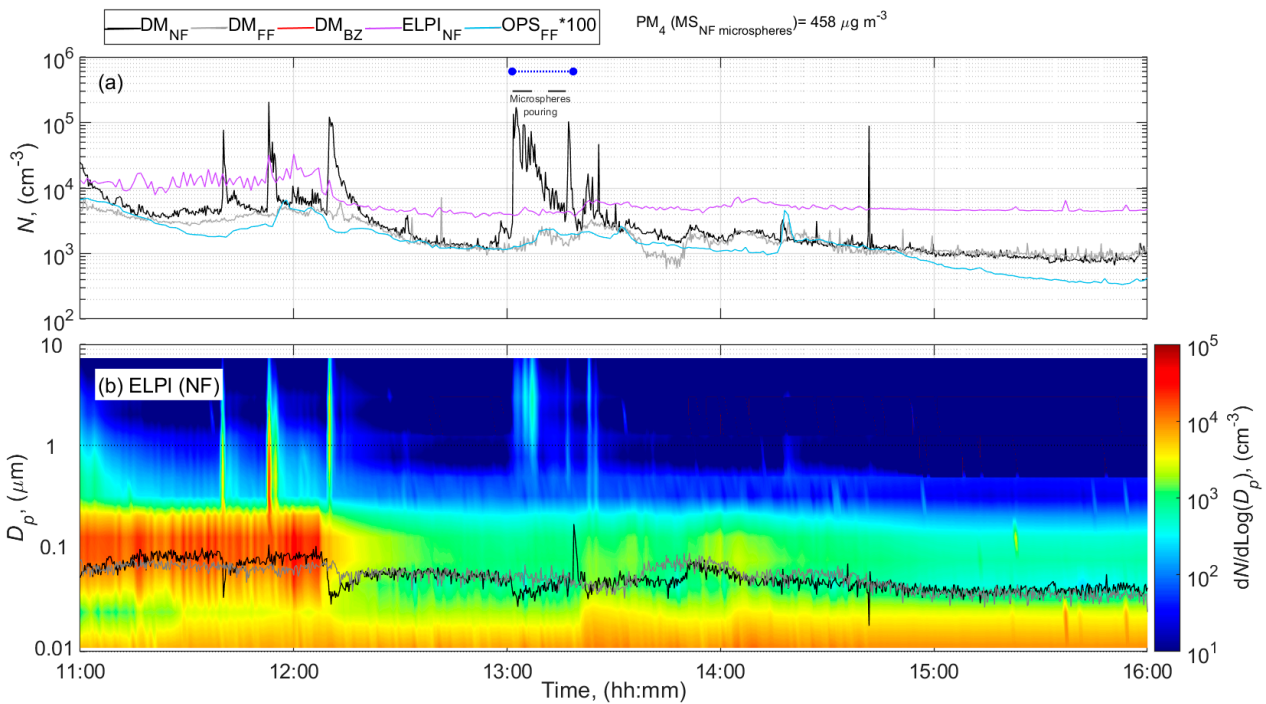 DM_NF DM_FF DM_BZ ELPI_NF OPS_FF *100 PM_4 (MS_NF microspheres)= 458 μg m^-3
10^6
(a)
Microspheres
pouring
10^5
N, (cm^-3)
10^4
10^3
10^2
10
(b) ELPI (NF)
1
D_p, (μm)
0.1
0.01
10^5
10^4
10^3
10^2
10^1
dN/dLog(D_p), (cm^-3)
11:00 12:00 13:00 14:00 15:00 16:00
Time, (hh:mm)